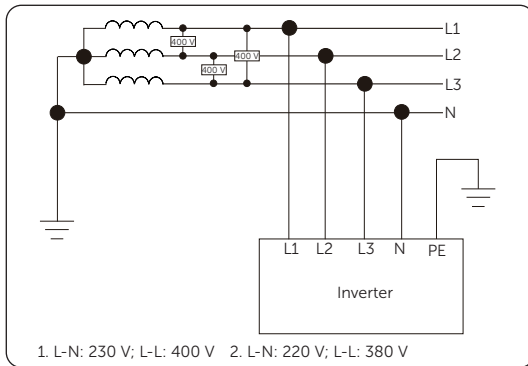 L1
400 V
400 V
L2
400 V
L3
N
L1 L2 L3 N PE
Inverter
1. L-N: 230 V; L-L: 400 V 2. L-N: 220 V; L-L: 380 V